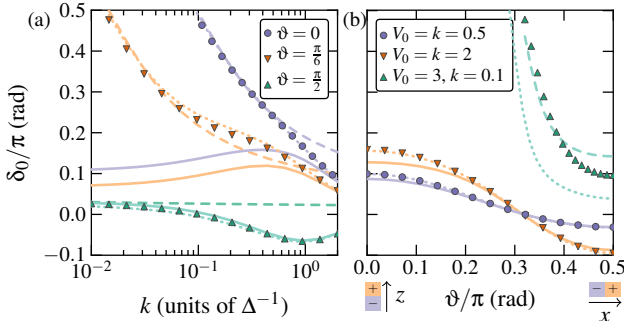 (a)
0.5
0.4
0.3
0.2
0.1
0.0
−0.1
δ₀/π (rad)
ϑ = 0
ϑ = π/6
ϑ = π/2
10⁻²
10⁻¹
10⁰
k (units of Δ⁻¹)
(b)
V₀ = k = 0.5
V₀ = k = 2
V₀ = 3, k = 0.1
0.0
0.1
0.2
0.3
0.4
0.5
ϑ/π (rad)
+
−
z
− +
x